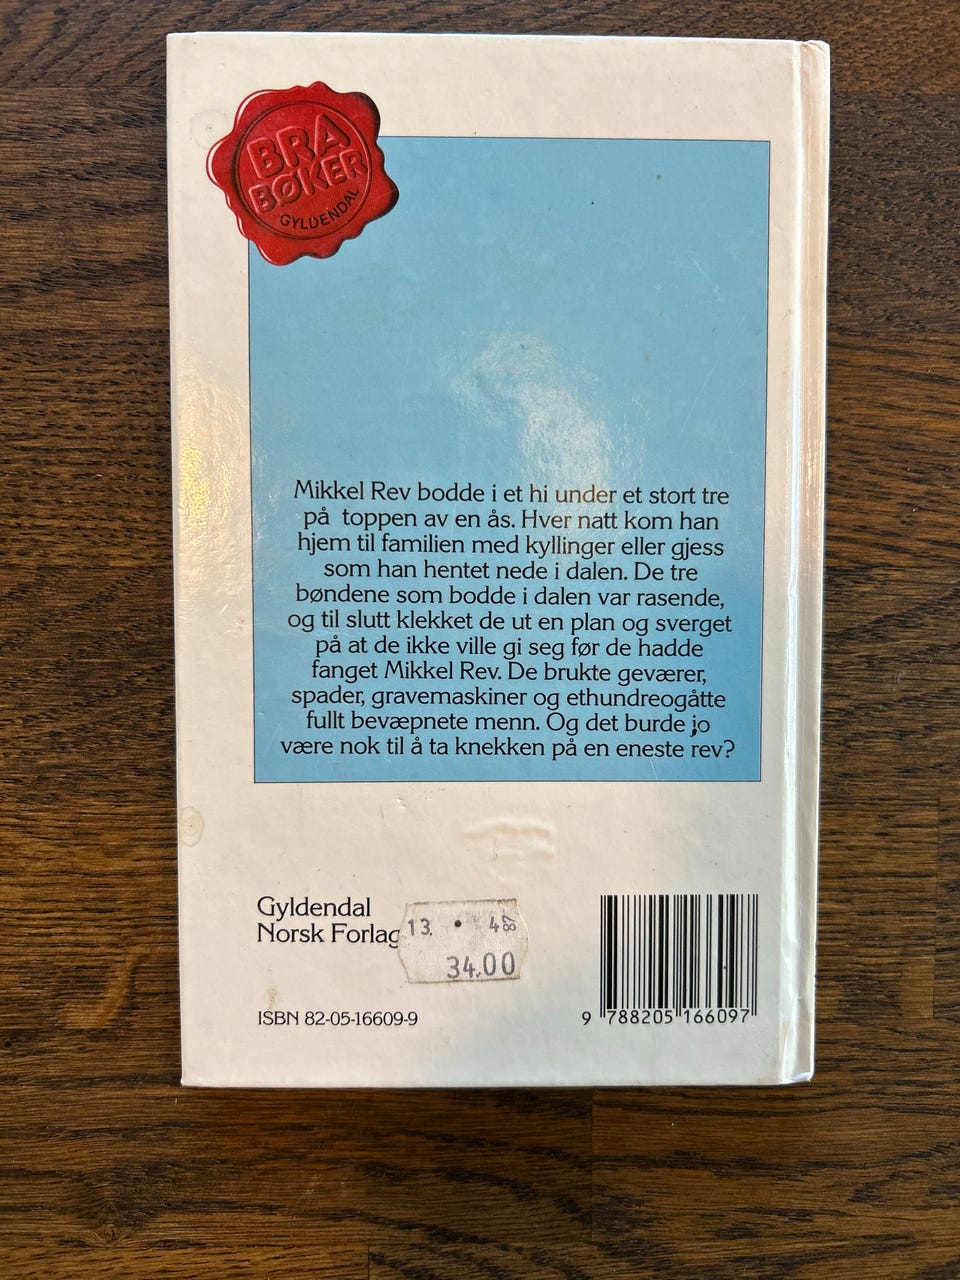 BRA
BØKER
GYLDENDAL
Mikkel Rev bodde i et hi under et stort tre
på toppen av en ås. Hver natt kom han
hjem til familien med kyllinger eller gjess
som han hentet nede i dalen. De tre
bøndene som bodde i dalen var rasende,
og til slutt klekket de ut en plan og sverget
på at de ikke ville gi seg før de hadde
fanget Mikkel Rev. De brukte geværer,
spader, gravemaskiner og ethundreogåtte
fullt bevæpnete menn. Og det burde jo
være nok til å ta knekken på en eneste rev?
Gyldendal
Norsk Forlag
13. 4 87
34.00
ISBN 82-05-16609-9
9 788205 166097